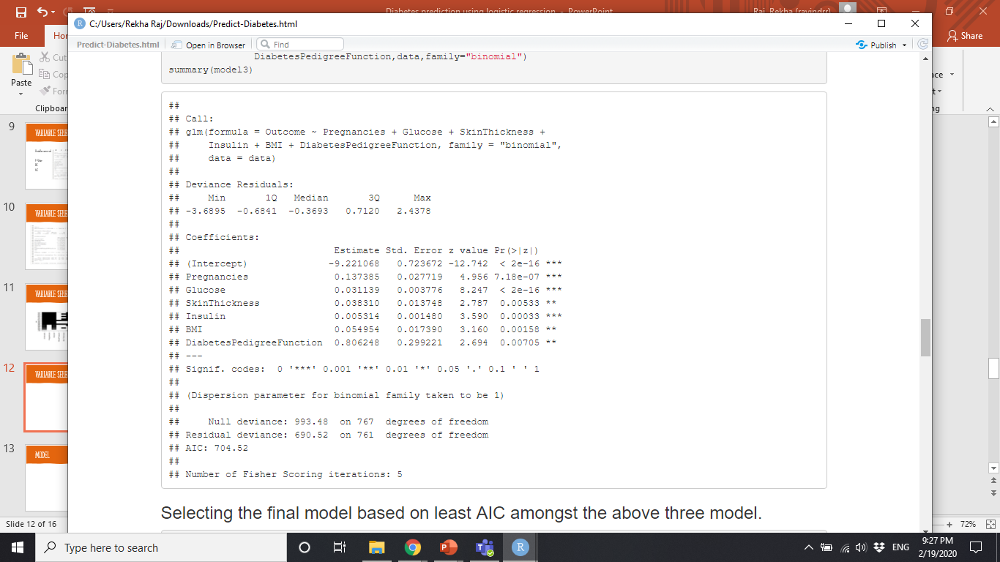 Diabetes prediction using logistic regression - PowerPoint
Raj, Rekha (ravindrr)
File
Share
C:/Users/Rekha Raj/Downloads/Predict-Diabetes.html
Predict-Diabetes.html
Open in Browser
Find
Publish
Cut
Paste
Clipboar
9
VARIABLE SELE
10
VARIABLE SELE
11
VARIABLE SELE
12
VARIABLE SELE
13
MODEL
DiabetesPedigreeFunction,data,family="binomial")
summary(model3)
##
## Call:
## glm(formula = Outcome ~ Pregnancies + Glucose + SkinThickness +
##     Insulin + BMI + DiabetesPedigreeFunction, family = "binomial",
##     data = data)
##
## Deviance Residuals:
##     Min       1Q   Median       3Q      Max
## -3.6895  -0.6841  -0.3693   0.7120   2.4378
##
## Coefficients:
##                           Estimate Std. Error z value Pr(>|z|)
## (Intercept)              -9.221068   0.723672 -12.742  < 2e-16 ***
## Pregnancies               0.137385   0.027719   4.956 7.18e-07 ***
## Glucose                   0.031139   0.003776   8.247  < 2e-16 ***
## SkinThickness             0.038310   0.013748   2.787  0.00533 **
## Insulin                   0.005314   0.001480   3.590  0.00033 ***
## BMI                       0.054954   0.017390   3.160  0.00158 **
## DiabetesPedigreeFunction  0.806248   0.299221   2.694  0.00705 **
## ---
## Signif. codes:  0 '***' 0.001 '**' 0.01 '*' 0.05 '.' 0.1 ' ' 1
##
## (Dispersion parameter for binomial family taken to be 1)
##
##     Null deviance: 993.48  on 767  degrees of freedom
## Residual deviance: 690.52  on 761  degrees of freedom
## AIC: 704.52
##
## Number of Fisher Scoring iterations: 5
Selecting the final model based on least AIC amongst the above three model.
Slide 12 of 16
72%
Type here to search
ENG
9:27 PM
2/19/2020